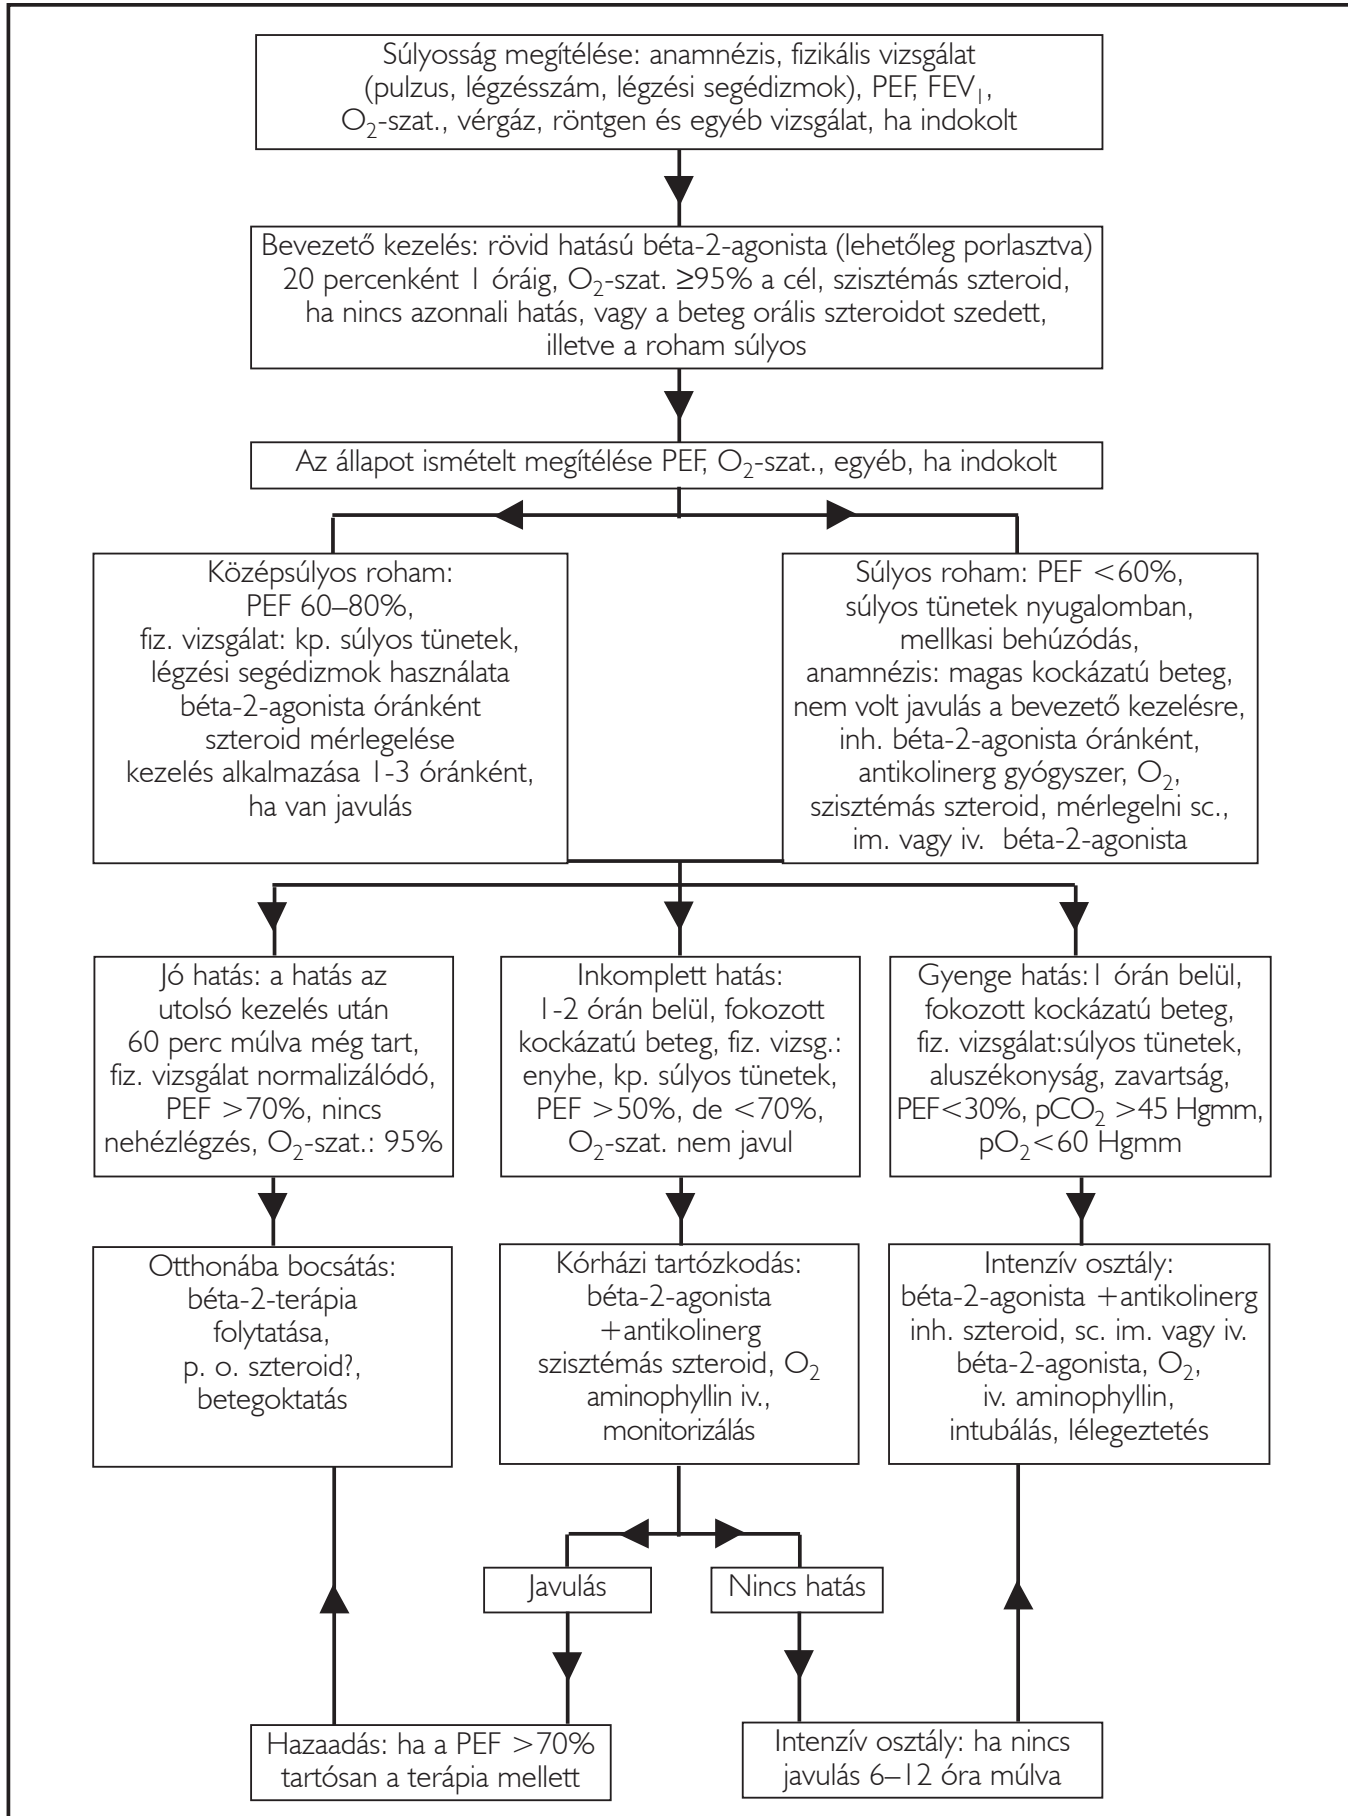 Súlyosság megítélése: anamnézis, fizikális vizsgálat
(pulzus, légzésszám, légzési segédizmok), PEF, FEV₁,
O₂-szat., vérgáz, röntgen és egyéb vizsgálat, ha indokolt
Bevezető kezelés: rövid hatású béta-2-agonista (lehetőleg porlasztva)
20 percenként 1 óráig, O₂-szat. ≥95% a cél, szisztémás szteroid,
ha nincs azonnali hatás, vagy a beteg orális szteroidot szedett,
illetve a roham súlyos
Az állapot ismételt megítélése PEF, O₂-szat., egyéb, ha indokolt
Középsúlyos roham:
PEF 60–80%,
fiz. vizsgálat: kp. súlyos tünetek,
légzési segédizmok használata
béta-2-agonista óránként
szteroid mérlegelése
kezelés alkalmazása 1-3 óránként,
ha van javulás
Súlyos roham: PEF <60%,
súlyos tünetek nyugalomban,
mellkasi behúzódás,
anamnézis: magas kockázatú beteg,
nem volt javulás a bevezető kezelésre,
inh. béta-2-agonista óránként,
antikolinerg gyógyszer, O₂,
szisztémás szteroid, mérlegelni sc.,
im. vagy iv. béta-2-agonista
Jó hatás: a hatás az
utolsó kezelés után
60 perc múlva még tart,
fiz. vizsgálat normalizálódó,
PEF >70%, nincs
nehézlégzés, O₂-szat.: 95%
Inkomplett hatás:
1-2 órán belül, fokozott
kockázatú beteg, fiz. vizsg.:
enyhe, kp. súlyos tünetek,
PEF >50%, de <70%,
O₂-szat. nem javul
Gyenge hatás:1 órán belül,
fokozott kockázatú beteg,
fiz. vizsgálat:súlyos tünetek,
aluszékonyság, zavartság,
PEF<30%, pCO₂ >45 Hgmm,
pO₂<60 Hgmm
Otthonába bocsátás:
béta-2-terápia
folytatása,
p. o. szteroid?,
betegoktatás
Kórházi tartózkodás:
béta-2-agonista
+antikolinerg
szisztémás szteroid, O₂
aminophyllin iv.,
monitorizálás
Intenzív osztály:
béta-2-agonista +antikolinerg
inh. szteroid, sc. im. vagy iv.
béta-2-agonista, O₂,
iv. aminophyllin,
intubálás, lélegeztetés
Javulás
Nincs hatás
Hazaadás: ha a PEF >70%
tartósan a terápia mellett
Intenzív osztály: ha nincs
javulás 6–12 óra múlva